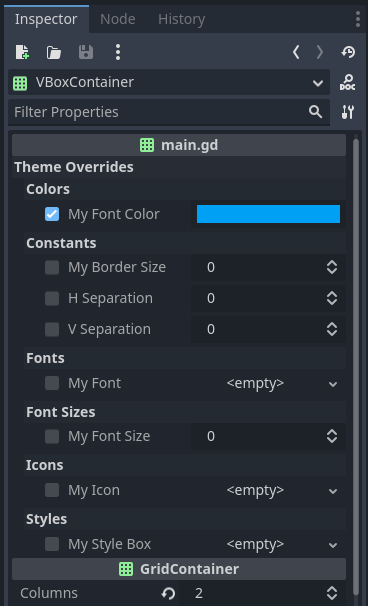 Inspector Node History
VBoxContainer
DOC
Filter Properties
main.gd
Theme Overrides
Colors
My Font Color
Constants
My Border Size 0
H Separation 0
V Separation 0
Fonts
My Font <empty>
Font Sizes
My Font Size 0
Icons
My Icon <empty>
Styles
My Style Box <empty>
GridContainer
Columns 2